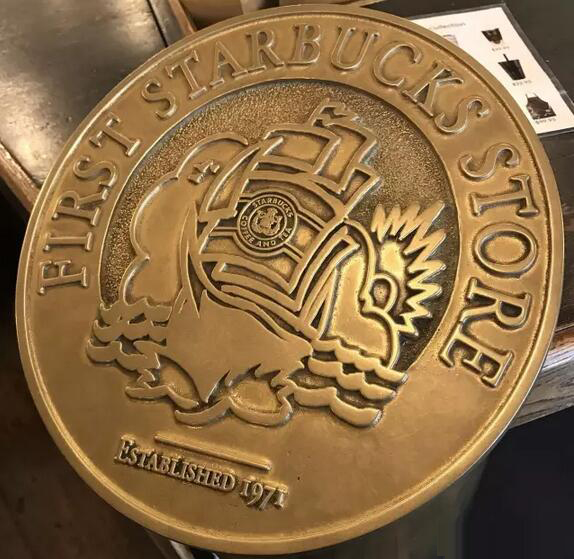 FIRST STARBUCKS STORE
STARBUCKS
COFFEE AND TEA
ESTABLISHED 1971